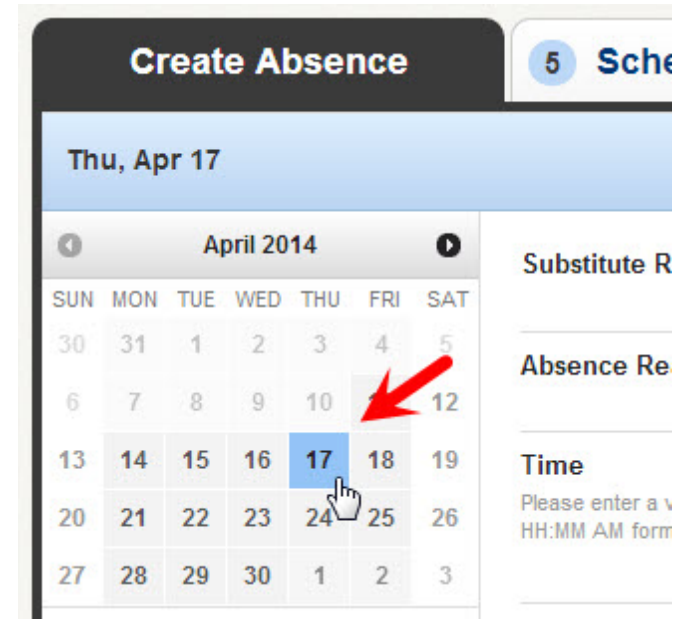 Create Absence
5 Sche
Thu, Apr 17
April 2014
SUN MON TUE WED THU FRI SAT
30 31 1 2 3 4 5
6 7 8 9 10 12
13 14 15 16 17 18 19
20 21 22 23 24 25 26
27 28 29 30 1 2 3
Substitute R
Absence Re
Time
Please enter a v
HH:MM AM form